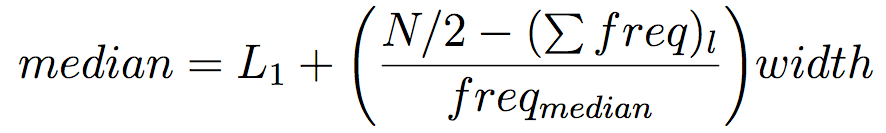 median = L₁ + ( (N/2 − (∑ freq)ₗ) / freq_median ) width